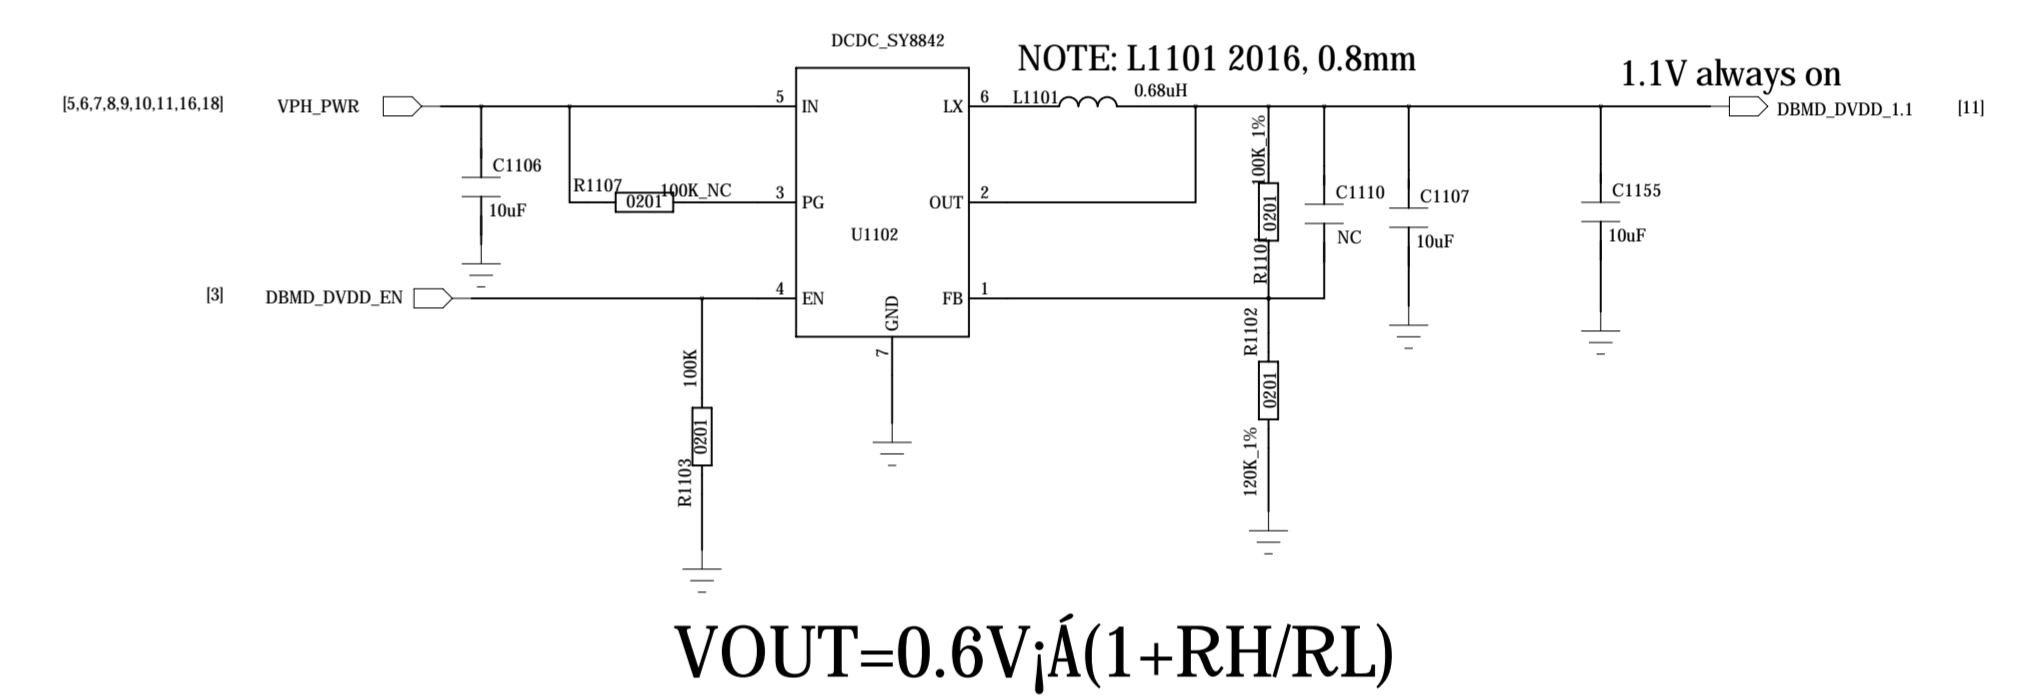 DCDC_SY8842
NOTE: L1101 2016, 0.8mm
1.1V always on
[5,6,7,8,9,10,11,16,18]
VPH_PWR
5
IN
LX
6
L1101
0.68uH
DBMD_DVDD_1.1
[11]
C1106
10uF
R1107
0201
100K_NC
3
PG
OUT
2
U1102
100K_1%
0201
R1101
C1110
NC
C1107
10uF
C1155
10uF
[3]
DBMD_DVDD_EN
4
EN
FB
1
GND
7
100K
0201
R1103
R1102
0201
120K_1%
VOUT=0.6V¡Á(1+RH/RL)